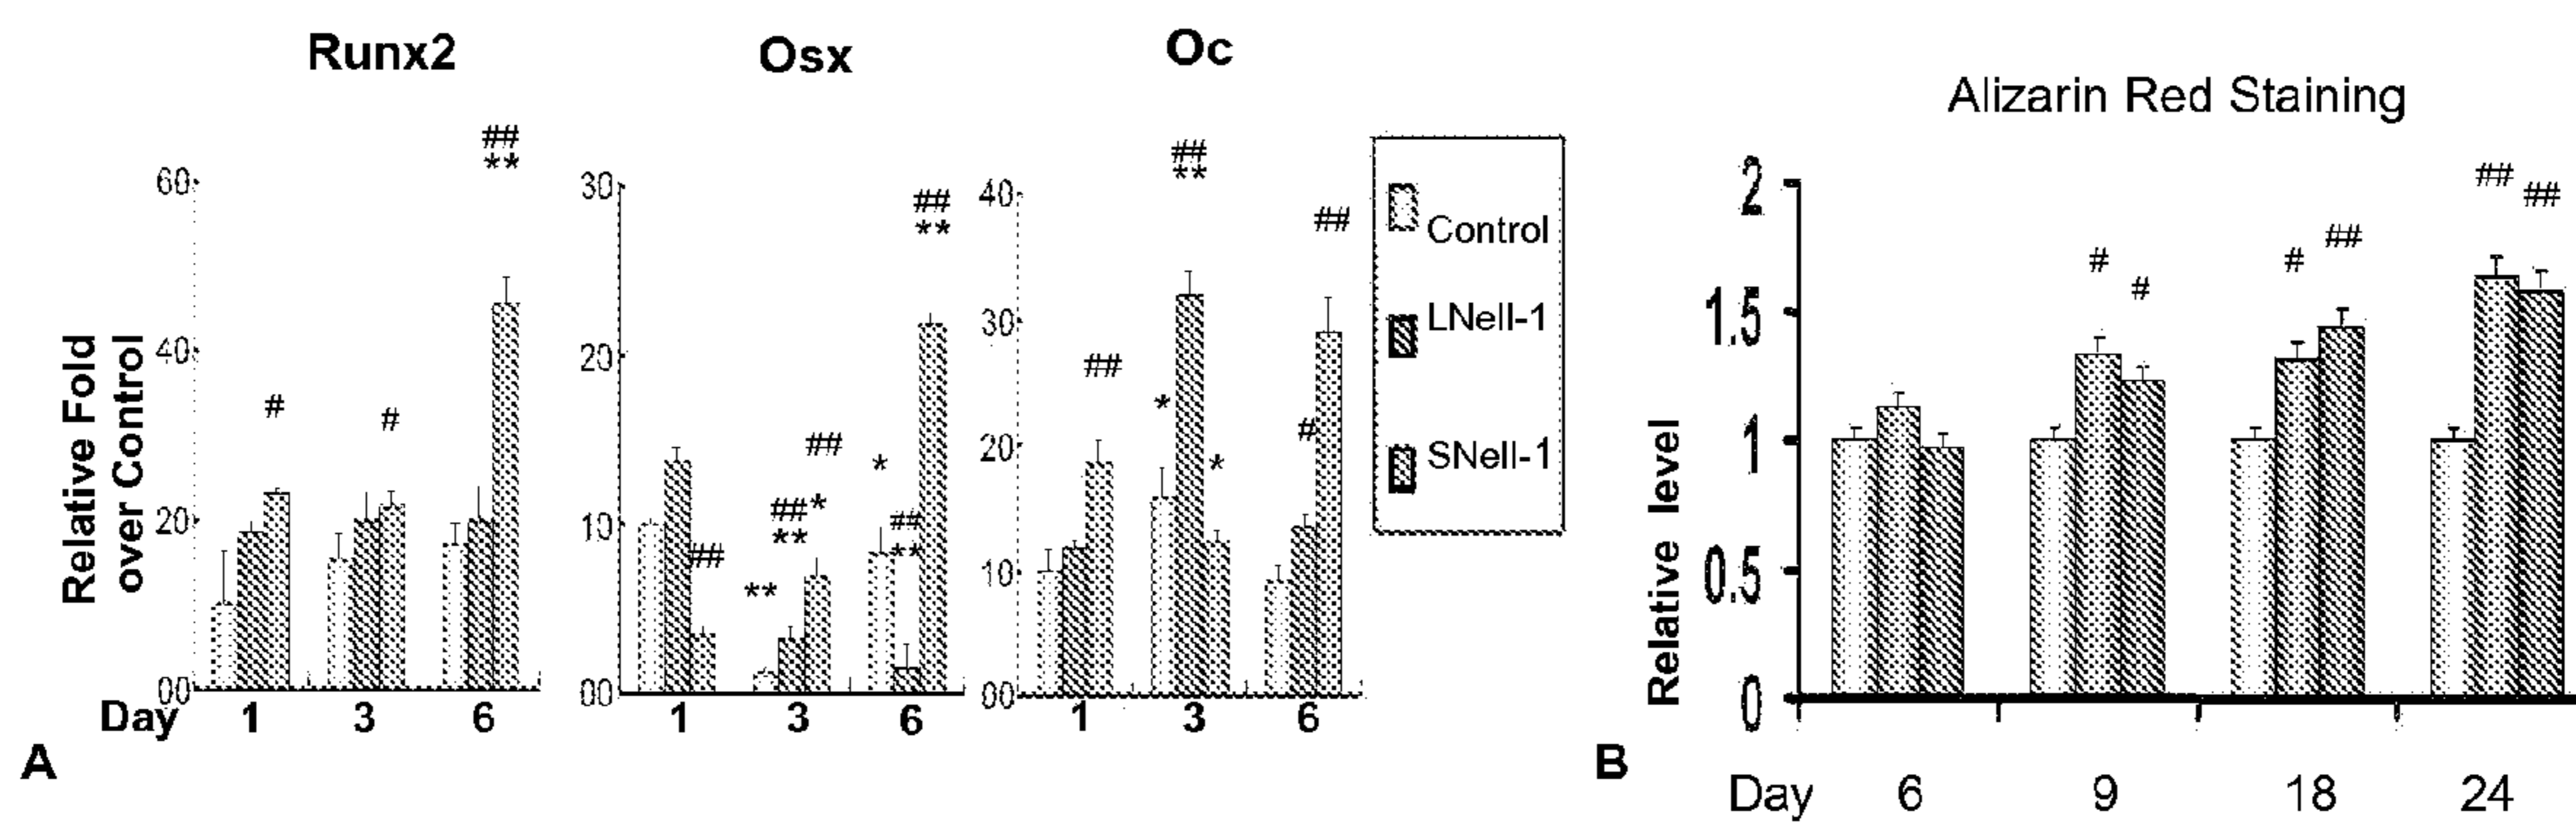 Runx2
Osx
Oc
Alizarin Red Staining
Relative Fold
over Control
60
40
20
00
##
**
#
#
30
20
10
00
##
**
##
*
##
*
##
**
##
**
**
40
30
20
10
00
##
**
##
##
*
#
*
Control
LNell-1
SNell-1
Relative level
2
1.5
1
0.5
0
##
##
##
#
#
#
Day 1 3 6
1 3 6
1 3 6
A
B
Day 6 9 18 24